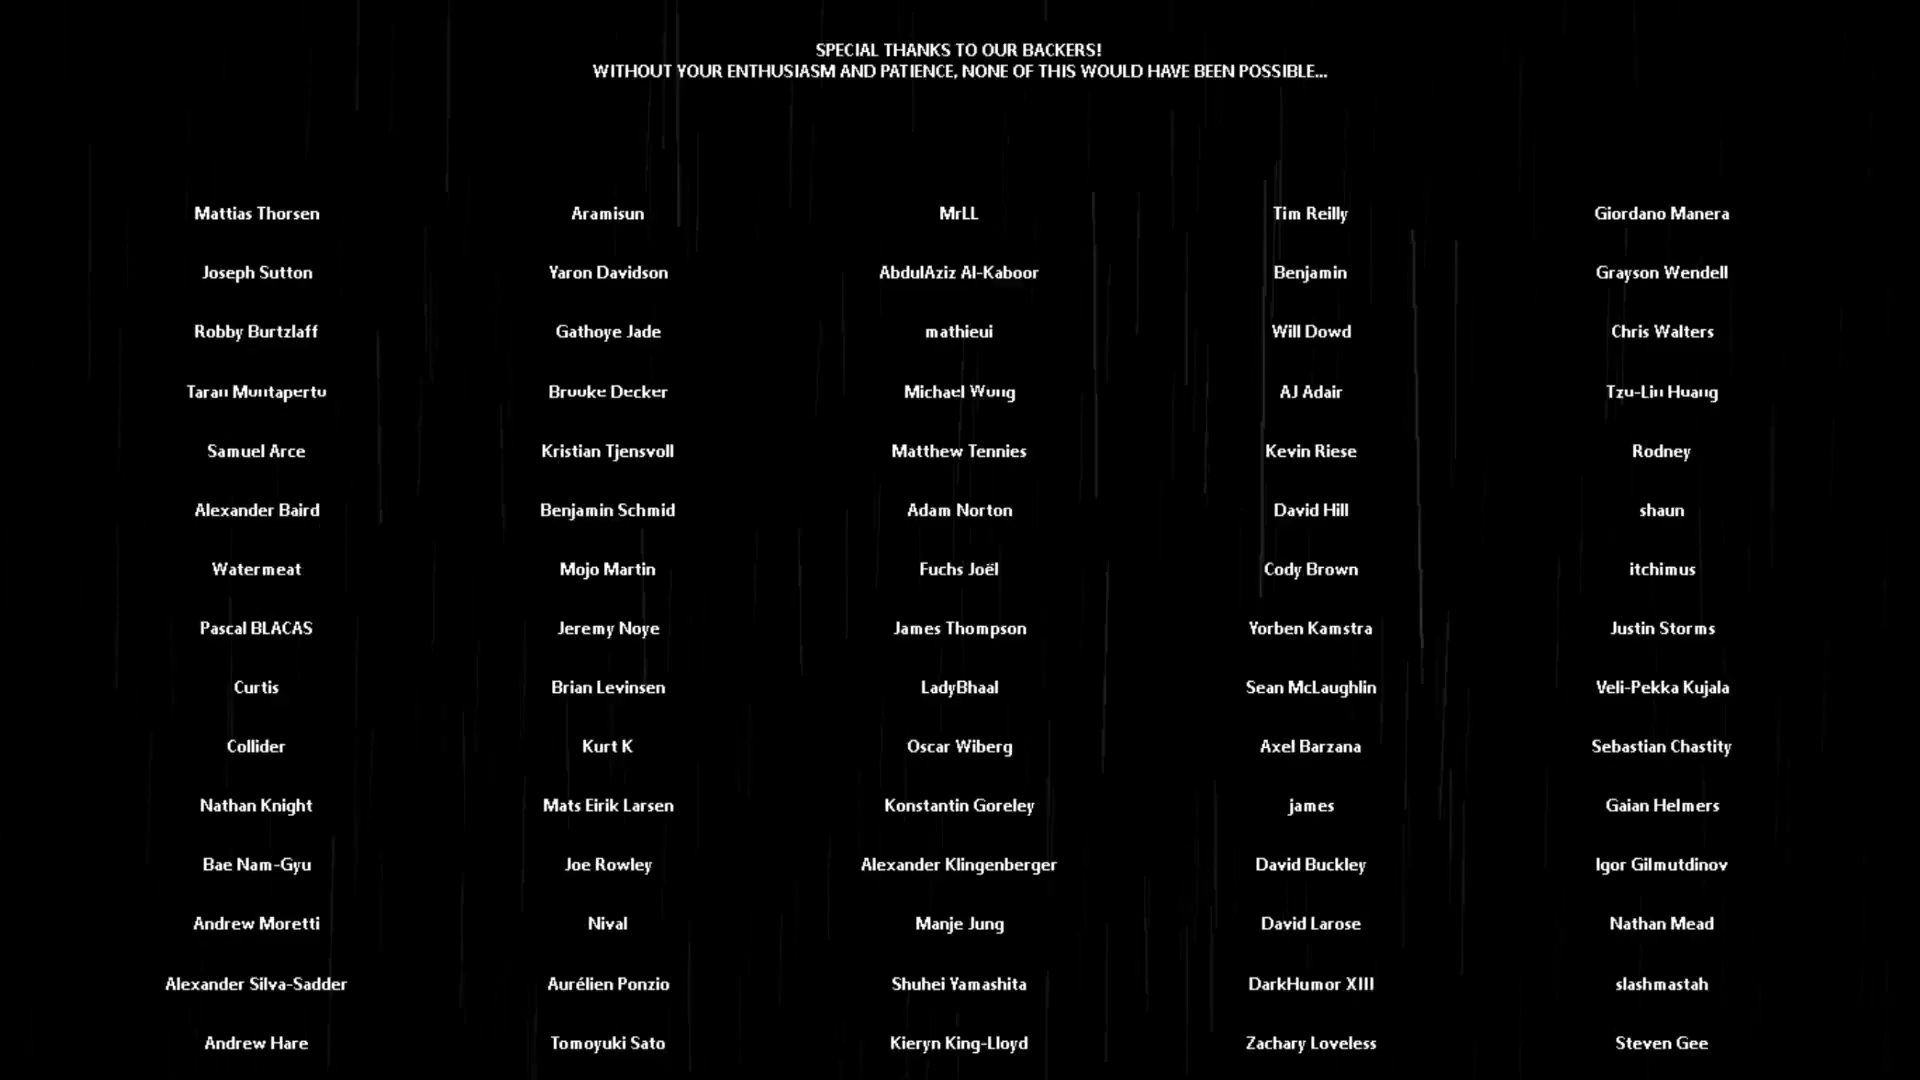 SPECIAL THANKS TO OUR BACKERS!
WITHOUT YOUR ENTHUSIASM AND PATIENCE, NONE OF THIS WOULD HAVE BEEN POSSIBLE...
Mattias Thorsen Aramisun MrLL Tim Reilly Giordano Manera
Joseph Sutton Yaron Davidson AbdulAziz Al-Kaboor Benjamin Grayson Wendell
Robby Burtzlaff Gathoye Jade mathieui Will Dowd Chris Walters
Taran Montaperto Brooke Decker Michael Wong AJ Adair Tzu-Lin Huang
Samuel Arce Kristian Tjensvoll Matthew Tennies Kevin Riese Rodney
Alexander Baird Benjamin Schmid Adam Norton David Hill shaun
Watermeat Mojo Martin Fuchs Joël Cody Brown itchimus
Pascal BLACAS Jeremy Noye James Thompson Yorben Kamstra Justin Storms
Curtis Brian Levinsen LadyBhaal Sean McLaughlin Veli-Pekka Kujala
Collider Kurt K Oscar Wiberg Axel Barzana Sebastian Chastity
Nathan Knight Mats Eirik Larsen Konstantin Goreley james Gaian Helmers
Bae Nam-Gyu Joe Rowley Alexander Klingenberger David Buckley Igor Gilmutdinov
Andrew Moretti Nival Manje Jung David Larose Nathan Mead
Alexander Silva-Sadder Aurélien Ponzio Shuhei Yamashita DarkHumor XIII slashmastah
Andrew Hare Tomoyuki Sato Kieryn King-Lloyd Zachary Loveless Steven Gee